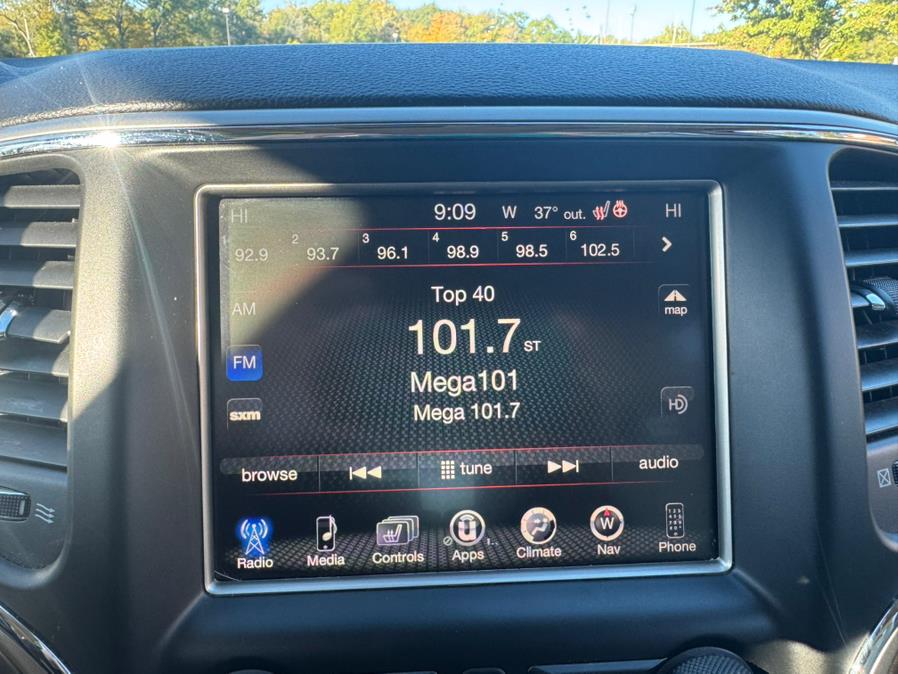 HI 9:09 W 37° out. HI
92.9 2 93.7 3 96.1 4 98.9 5 98.5 6 102.5
Top 40
AM
map
101.7 ST
FM
Mega101
sxm
Mega 101.7
HD
browse tune audio
Radio Media Controls Apps Climate W Nav Phone